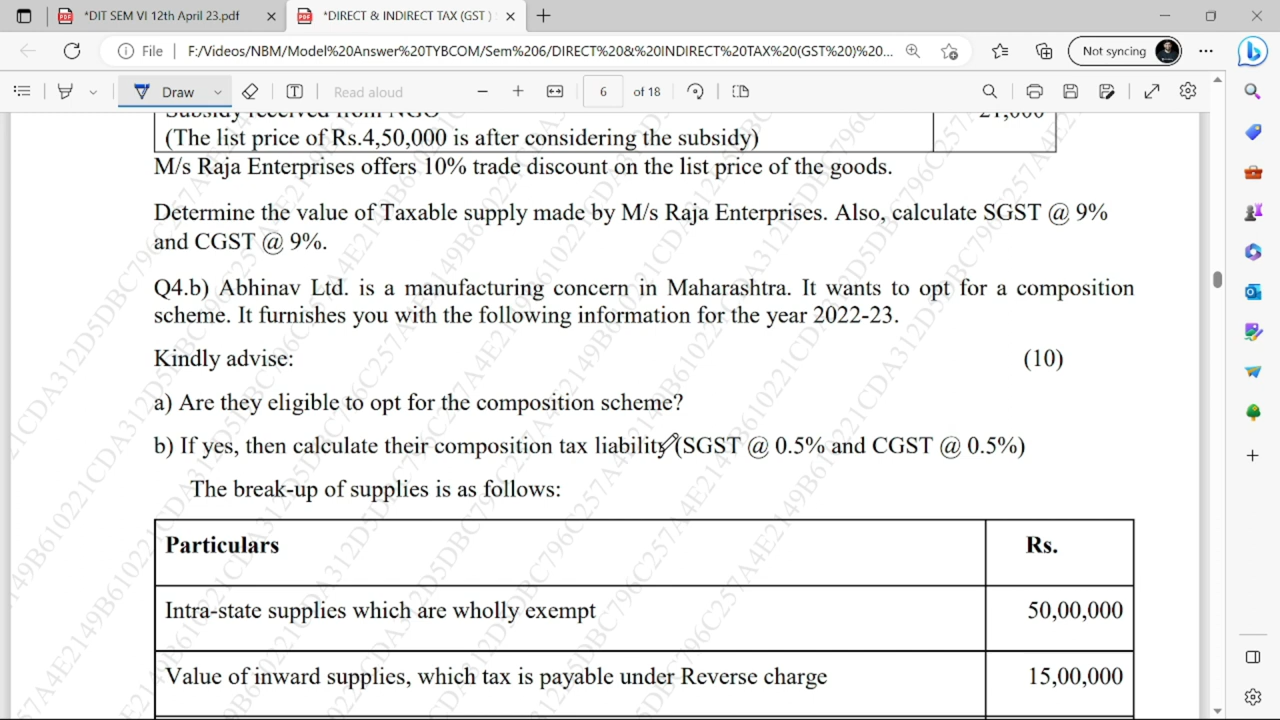 *DIT SEM VI 12th April 23.pdf
*DIRECT & INDIRECT TAX (GST )
File F:/Videos/NBM/Model%20Answer%20TYBCOM/Sem%206/DIRECT%20&%20INDIRECT%20TAX%20(GST%20)%20...
Not syncing
Draw
Read aloud
6 of 18
Subsidy received from NGO 21,000
(The list price of Rs.4,50,000 is after considering the subsidy)
M/s Raja Enterprises offers 10% trade discount on the list price of the goods.
Determine the value of Taxable supply made by M/s Raja Enterprises. Also, calculate SGST @ 9%
and CGST @ 9%.
Q4.b) Abhinav Ltd. is a manufacturing concern in Maharashtra. It wants to opt for a composition
scheme. It furnishes you with the following information for the year 2022-23.
Kindly advise: (10)
a) Are they eligible to opt for the composition scheme?
b) If yes, then calculate their composition tax liability (SGST @ 0.5% and CGST @ 0.5%)
The break-up of supplies is as follows:
Particulars Rs.
Intra-state supplies which are wholly exempt 50,00,000
Value of inward supplies, which tax is payable under Reverse charge 15,00,000